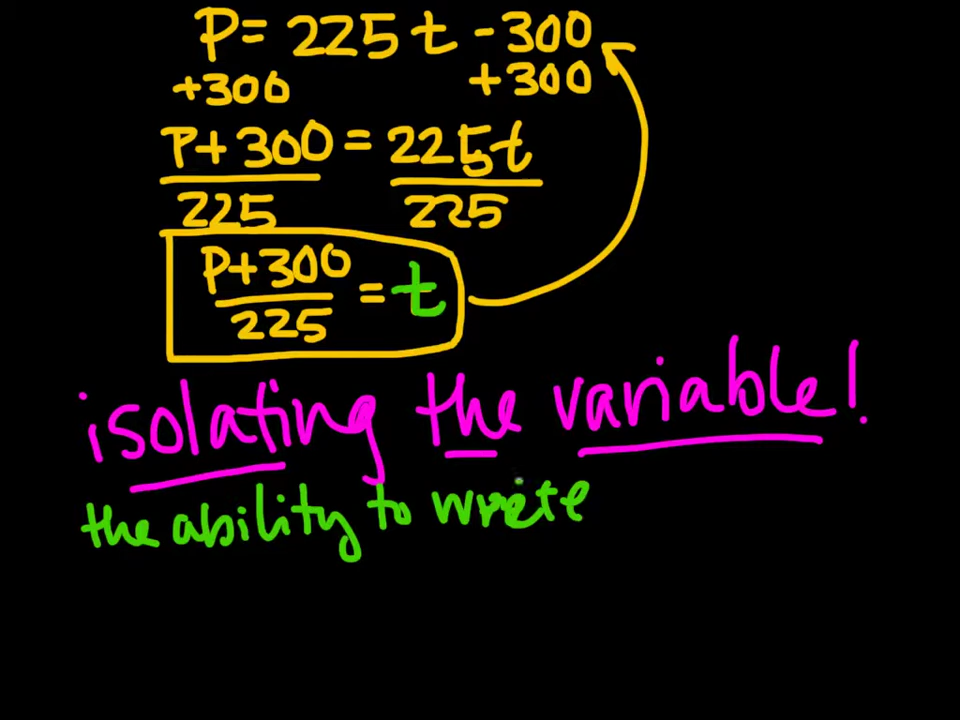 P = 225t - 300
+300 +300
P+300 = 225t
225 225
P+300 = t
225
isolating the variable!
the ability to write